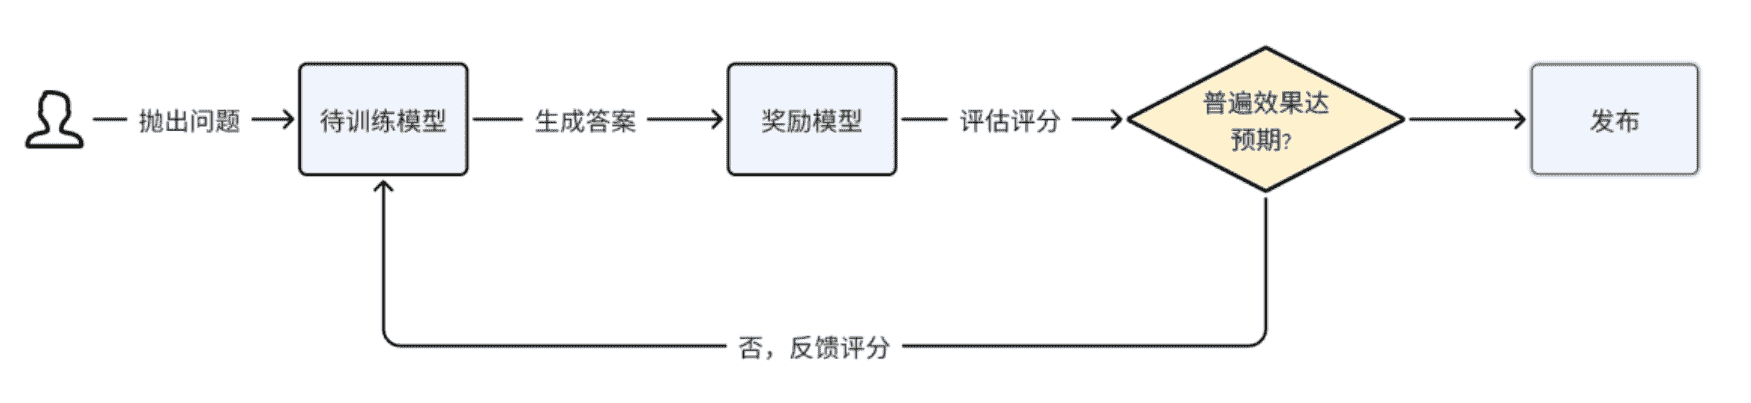 抛出问题
待训练模型
生成答案
奖励模型
评估评分
普遍效果达
预期?
发布
否，反馈评分